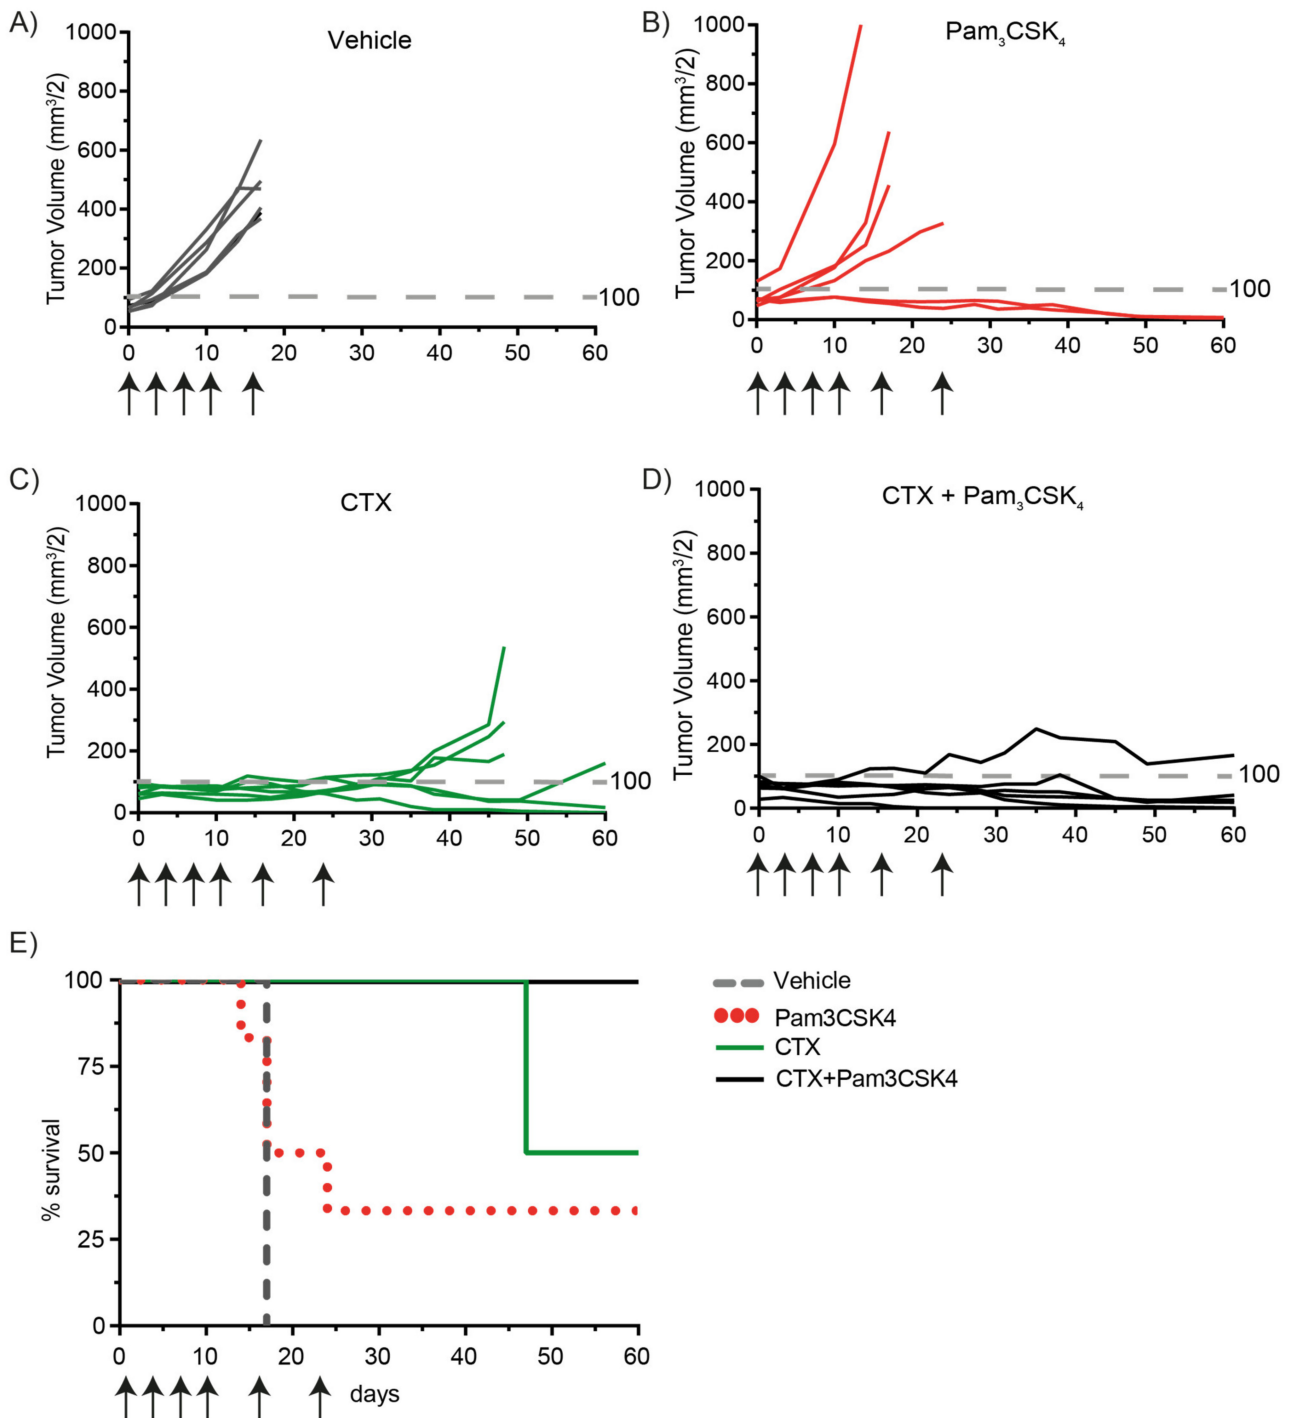 A)
Vehicle
Tumor Volume (mm³/2)
1000
800
600
400
200
0
100
0 10 20 30 40 50 60
B)
Pam₃CSK₄
Tumor Volume (mm³/2)
1000
800
600
400
200
0
100
0 10 20 30 40 50 60
C)
CTX
Tumor Volume (mm³/2)
1000
800
600
400
200
0
100
0 10 20 30 40 50 60
D)
CTX + Pam₃CSK₄
Tumor Volume (mm³/2)
1000
800
600
400
200
0
100
0 10 20 30 40 50 60
E)
% survival
100
75
50
25
0
0 10 20 30 40 50 60
days
Vehicle
Pam3CSK4
CTX
CTX+Pam3CSK4